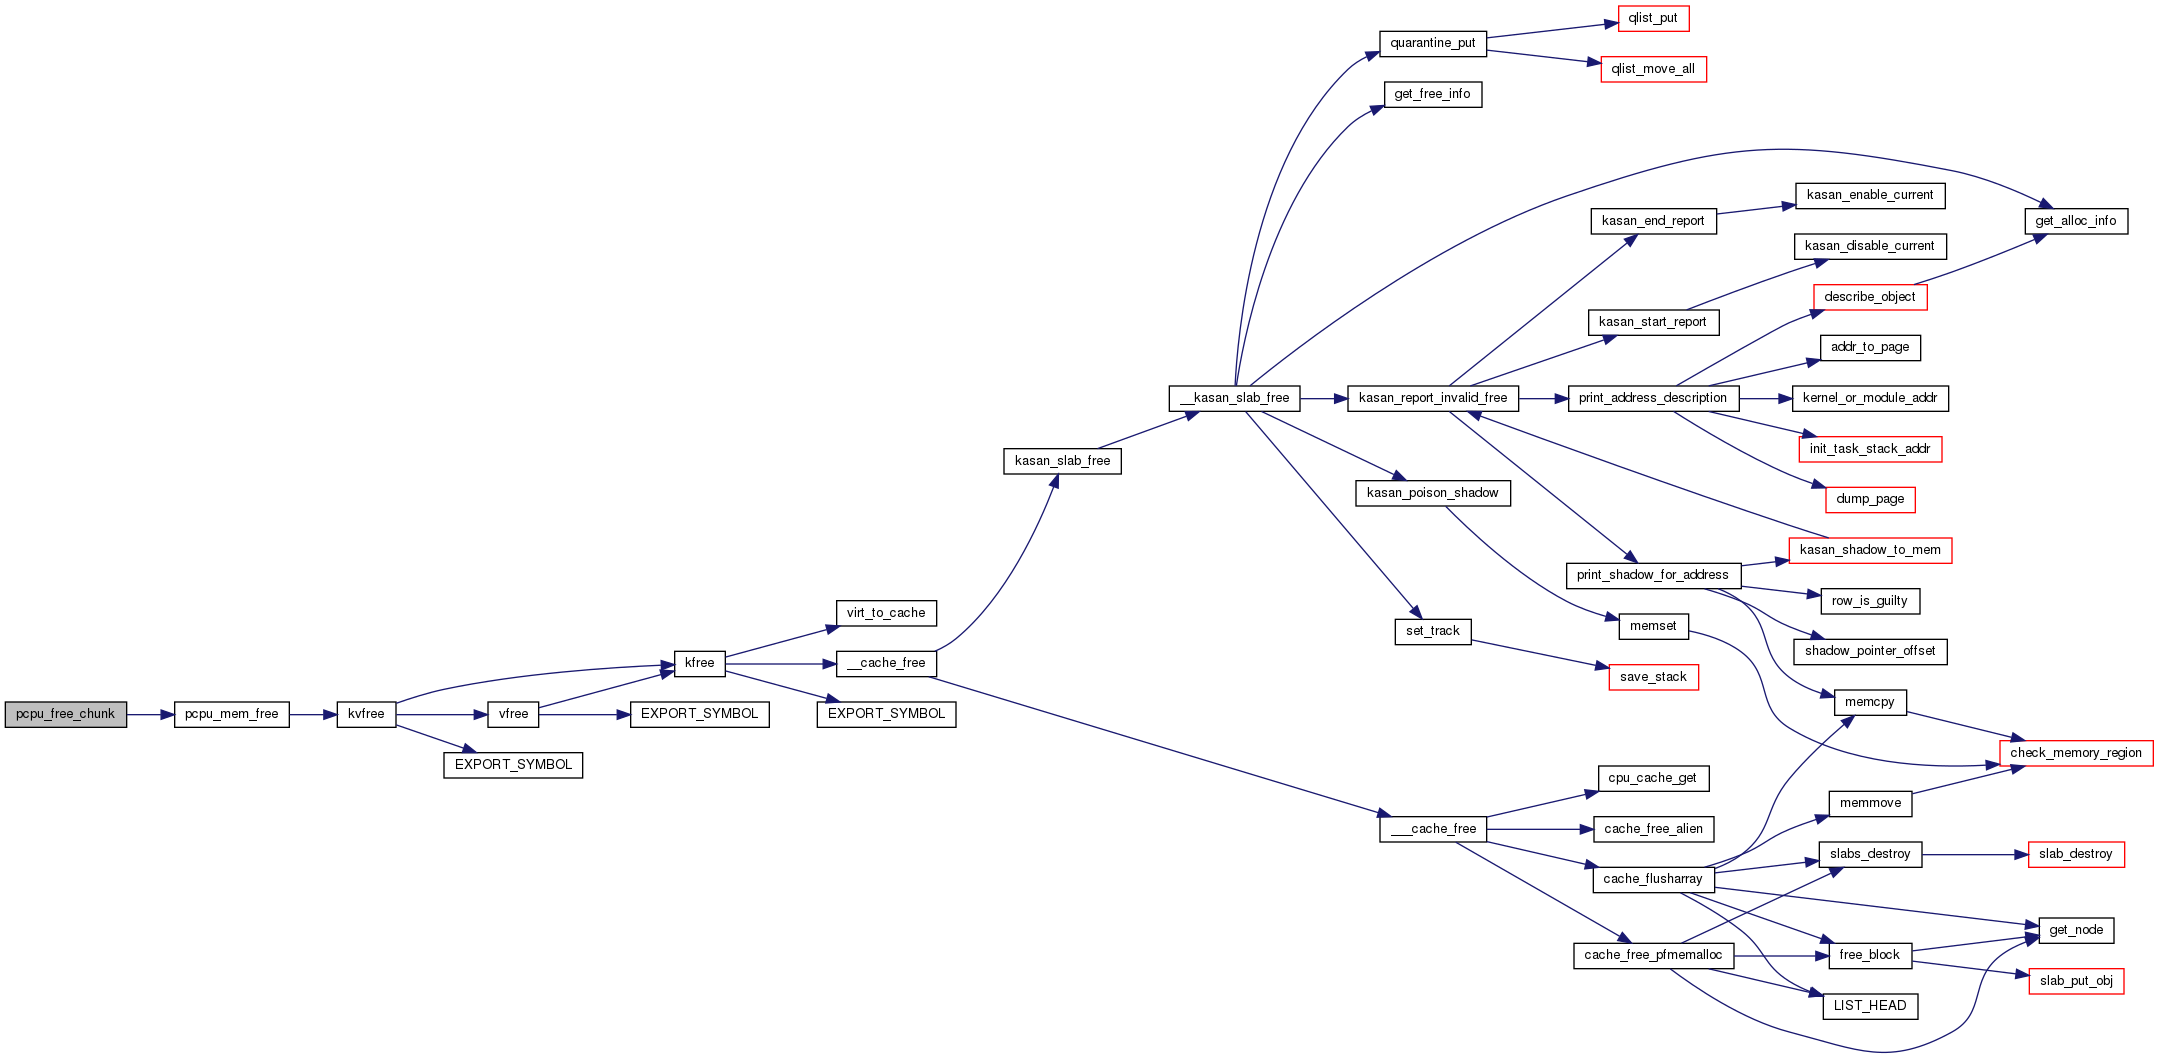 pcpu_free_chunk
pcpu_mem_free
kvfree
vfree
EXPORT_SYMBOL
EXPORT_SYMBOL
kfree
virt_to_cache
__cache_free
EXPORT_SYMBOL
kasan_slab_free
__kasan_slab_free
quarantine_put
qlist_put
qlist_move_all
get_free_info
get_alloc_info
kasan_report_invalid_free
kasan_end_report
kasan_enable_current
kasan_start_report
kasan_disable_current
print_address_description
describe_object
addr_to_page
kernel_or_module_addr
init_task_stack_addr
dump_page
print_shadow_for_address
kasan_shadow_to_mem
row_is_guilty
shadow_pointer_offset
memcpy
kasan_poison_shadow
memset
check_memory_region
set_track
save_stack
___cache_free
cpu_cache_get
cache_free_alien
cache_flusharray
memmove
slabs_destroy
slab_destroy
cache_free_pfmemalloc
free_block
get_node
slab_put_obj
LIST_HEAD